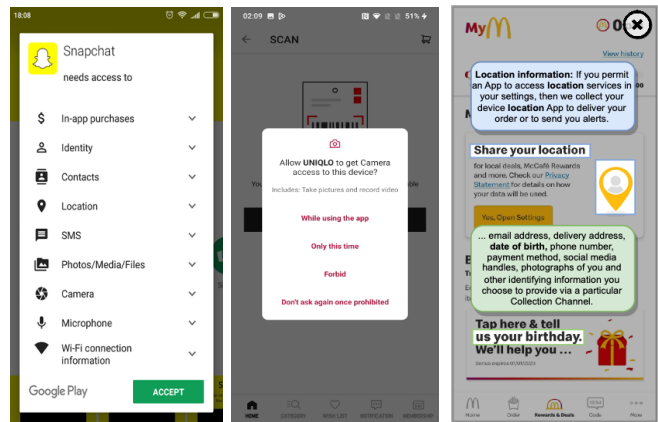 18:08
Snapchat
needs access to
In-app purchases
Identity
Contacts
Location
SMS
Photos/Media/Files
Camera
Microphone
Wi-Fi connection
information
Google Play
ACCEPT
02:09
51%
SCAN
Allow UNIQLO to get Camera
access to this device?
Includes: Take pictures and record video
While using the app
Only this time
Forbid
Don't ask again once prohibited
HOME
CATEGORY
WISH LIST
NOTIFICATION
MEMBERSHIP
My
0
View history
Location information: If you permit
an App to access location services in
your settings, then we collect your
device location App to deliver your
order or to send you alerts.
Share your location
for local deals, McCafé Rewards
and more. Check our Privacy
Statement for details on how
your data will be used.
Yes, Open Settings
... email address, delivery address,
date of birth, phone number,
payment method, social media
handles, photographs of you and
other identifying information you
choose to provide via a particular
Collection Channel.
Tap here & tell
us your birthday.
We'll help you ...
Home
Order
Rewards & Deals
Code
More